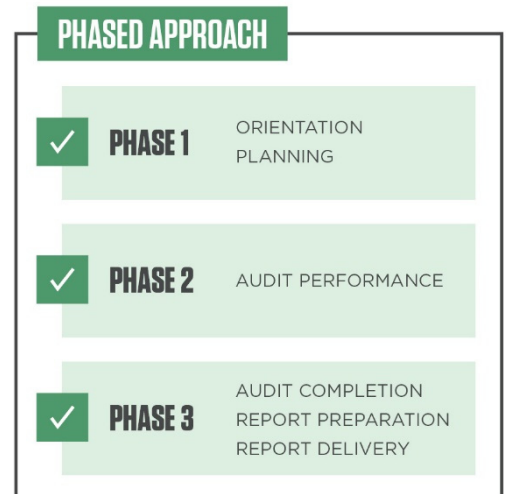 PHASED APPROACH
PHASE 1
ORIENTATION
PLANNING
PHASE 2
AUDIT PERFORMANCE
PHASE 3
AUDIT COMPLETION
REPORT PREPARATION
REPORT DELIVERY